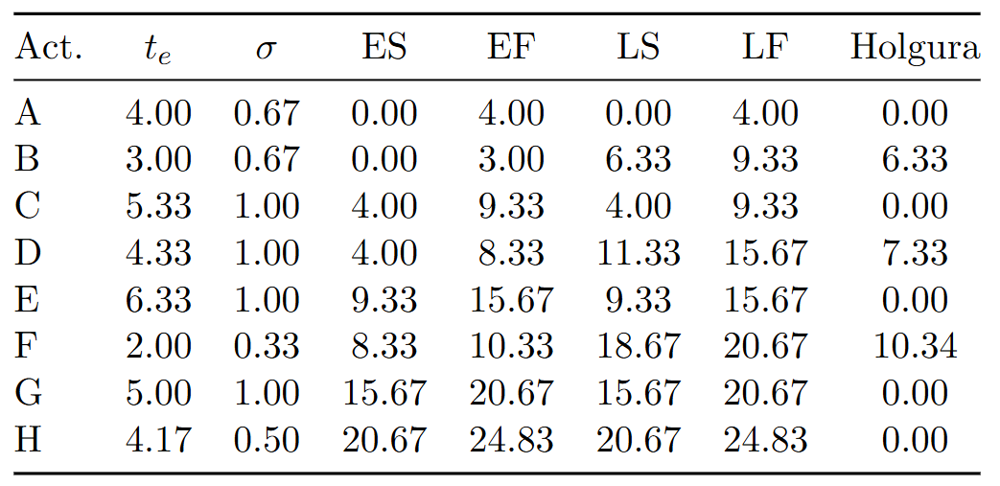 Act. tₑ σ ES EF LS LF Holgura
A 4.00 0.67 0.00 4.00 0.00 4.00 0.00
B 3.00 0.67 0.00 3.00 6.33 9.33 6.33
C 5.33 1.00 4.00 9.33 4.00 9.33 0.00
D 4.33 1.00 4.00 8.33 11.33 15.67 7.33
E 6.33 1.00 9.33 15.67 9.33 15.67 0.00
F 2.00 0.33 8.33 10.33 18.67 20.67 10.34
G 5.00 1.00 15.67 20.67 15.67 20.67 0.00
H 4.17 0.50 20.67 24.83 20.67 24.83 0.00